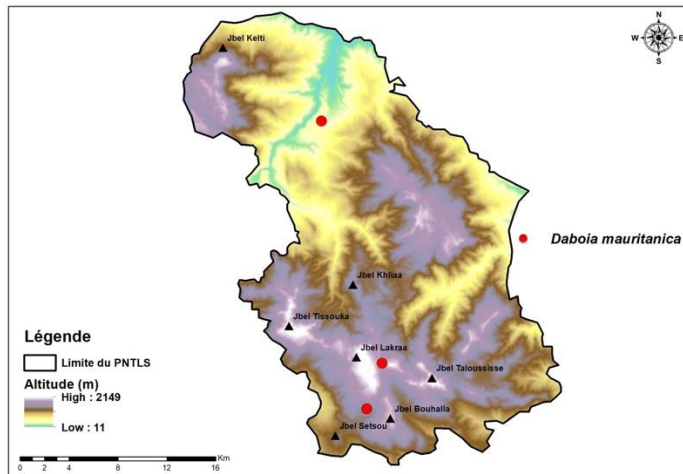 Jbel Kelti
N
W
E
S
Daboia mauritanica
Jbel Khliaa
Jbel Tissouka
Jbel Lakraa
Jbel Taloussisse
Jbel Bouhalla
Jbel Setsou
Légende
Limite du PNTLS
Altitude (m)
High : 2149
Low : 11
0 2 4 8 12 16 Km